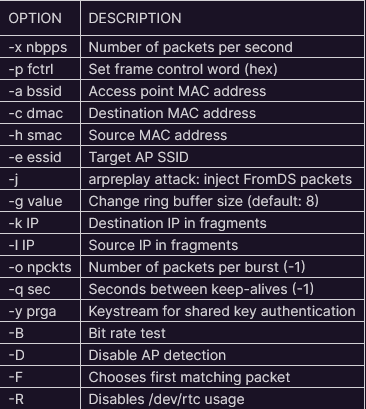 OPTION DESCRIPTION
-x nbpps Number of packets per second
-p fctrl Set frame control word (hex)
-a bssid Access point MAC address
-c dmac Destination MAC address
-h smac Source MAC address
-e essid Target AP SSID
-j arpreplay attack: inject FromDS packets
-g value Change ring buffer size (default: 8)
-k IP Destination IP in fragments
-l IP Source IP in fragments
-o npckts Number of packets per burst (-1)
-q sec Seconds between keep-alives (-1)
-y prga Keystream for shared key authentication
-B Bit rate test
-D Disable AP detection
-F Chooses first matching packet
-R Disables /dev/rtc usage